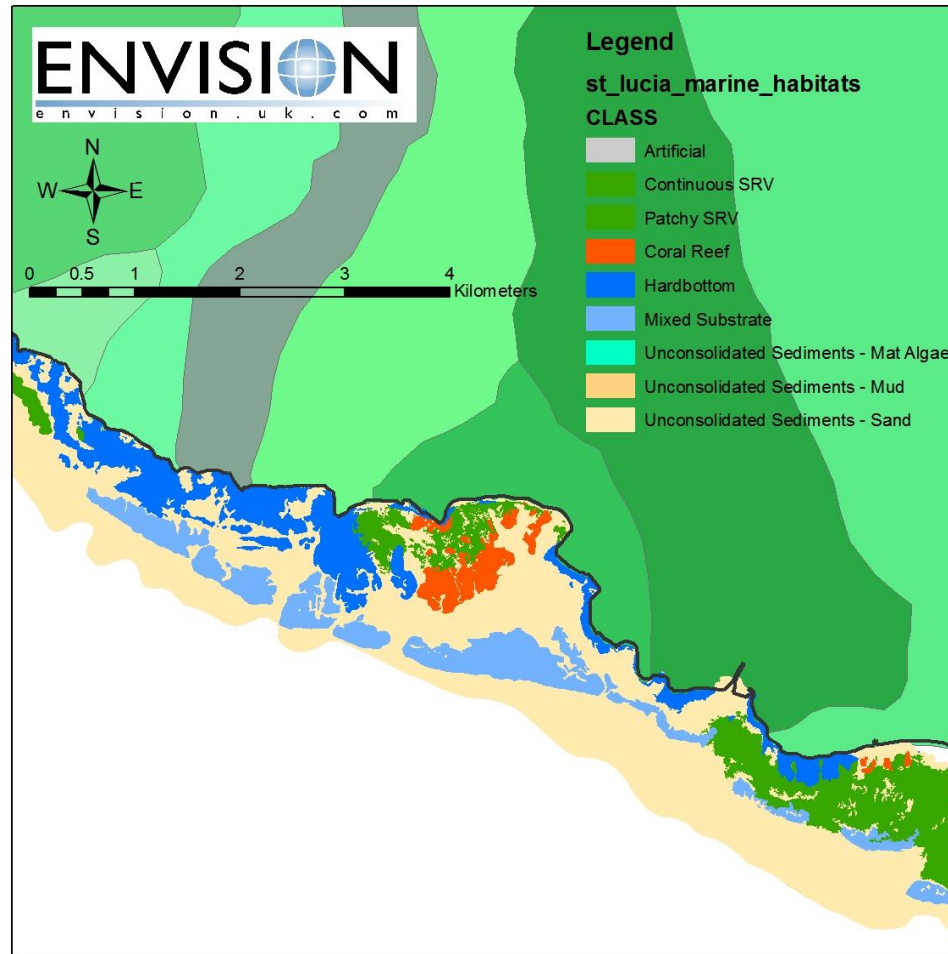 ENVISION
envision.uk.com
N
W E
S
0 0.5 1 2 3 4
Kilometers
Legend
st_lucia_marine_habitats
CLASS
Artificial
Continuous SRV
Patchy SRV
Coral Reef
Hardbottom
Mixed Substrate
Unconsolidated Sediments - Mat Algae
Unconsolidated Sediments - Mud
Unconsolidated Sediments - Sand